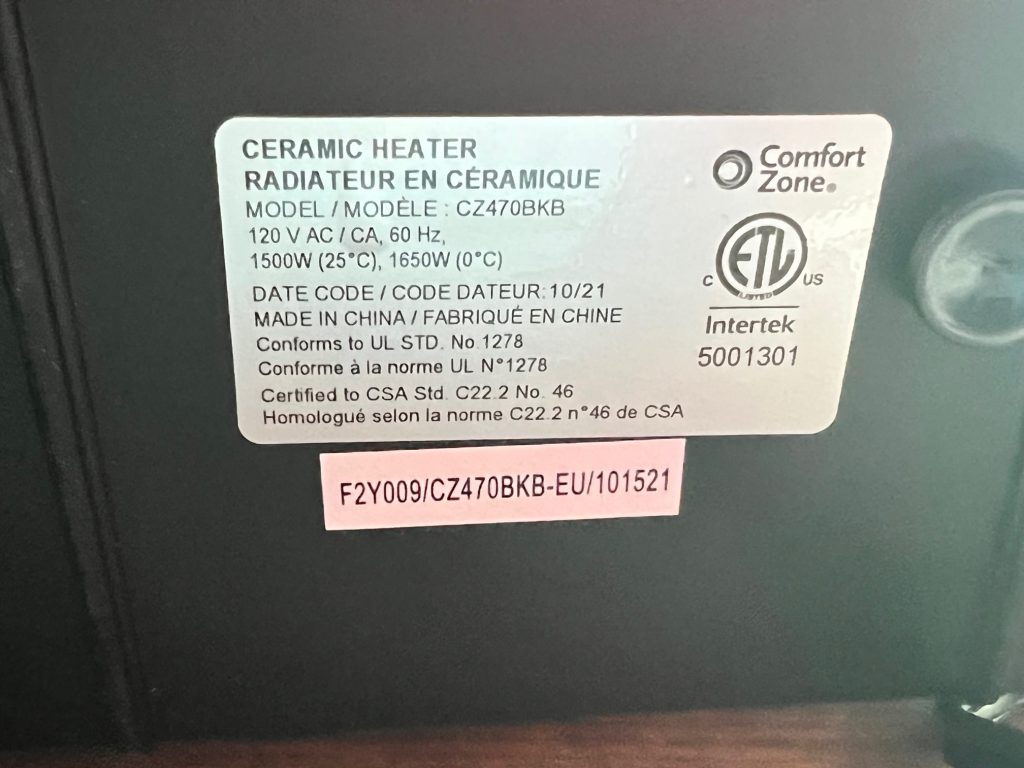 CERAMIC HEATER
RADIATEUR EN CÉRAMIQUE
MODEL / MODÈLE : CZ470BKB
120 V AC / CA, 60 Hz,
1500W (25°C), 1650W (0°C)
DATE CODE / CODE DATEUR: 10/21
MADE IN CHINA / FABRIQUÉ EN CHINE
Conforms to UL STD. No.1278
Conforme à la norme UL N°1278
Certified to CSA Std. C22.2 No. 46
Homologué selon la norme C22.2 n°46 de CSA
Comfort
Zone®
ETL
LISTED
C US
Intertek
5001301
F2Y009/CZ470BKB-EU/101521